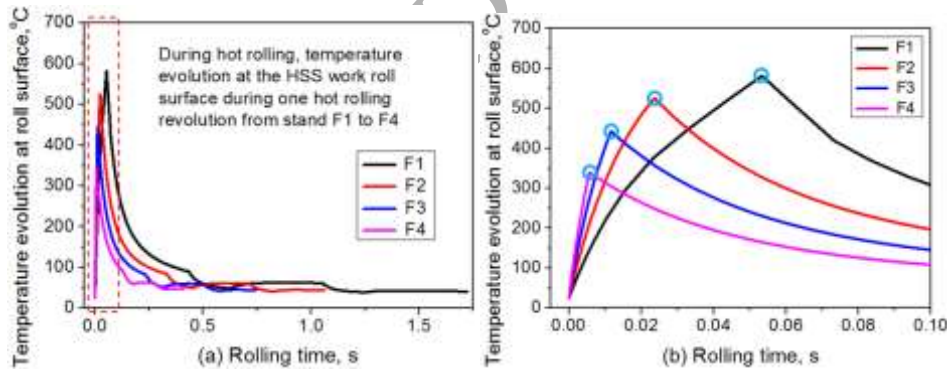 Temperature evolution at roll surface,°C
700
600
500
400
300
200
100
0
During hot rolling, temperature
evolution at the HSS work roll
surface during one hot rolling
revolution from stand F1 to F4
F1
F2
F3
F4
0.0
0.5
1.0
1.5
(a) Rolling time, s
Temperature evolution at roll surface,°C
700
600
500
400
300
200
100
0
F1
F2
F3
F4
0.00
0.02
0.04
0.06
0.08
0.10
(b) Rolling time, s